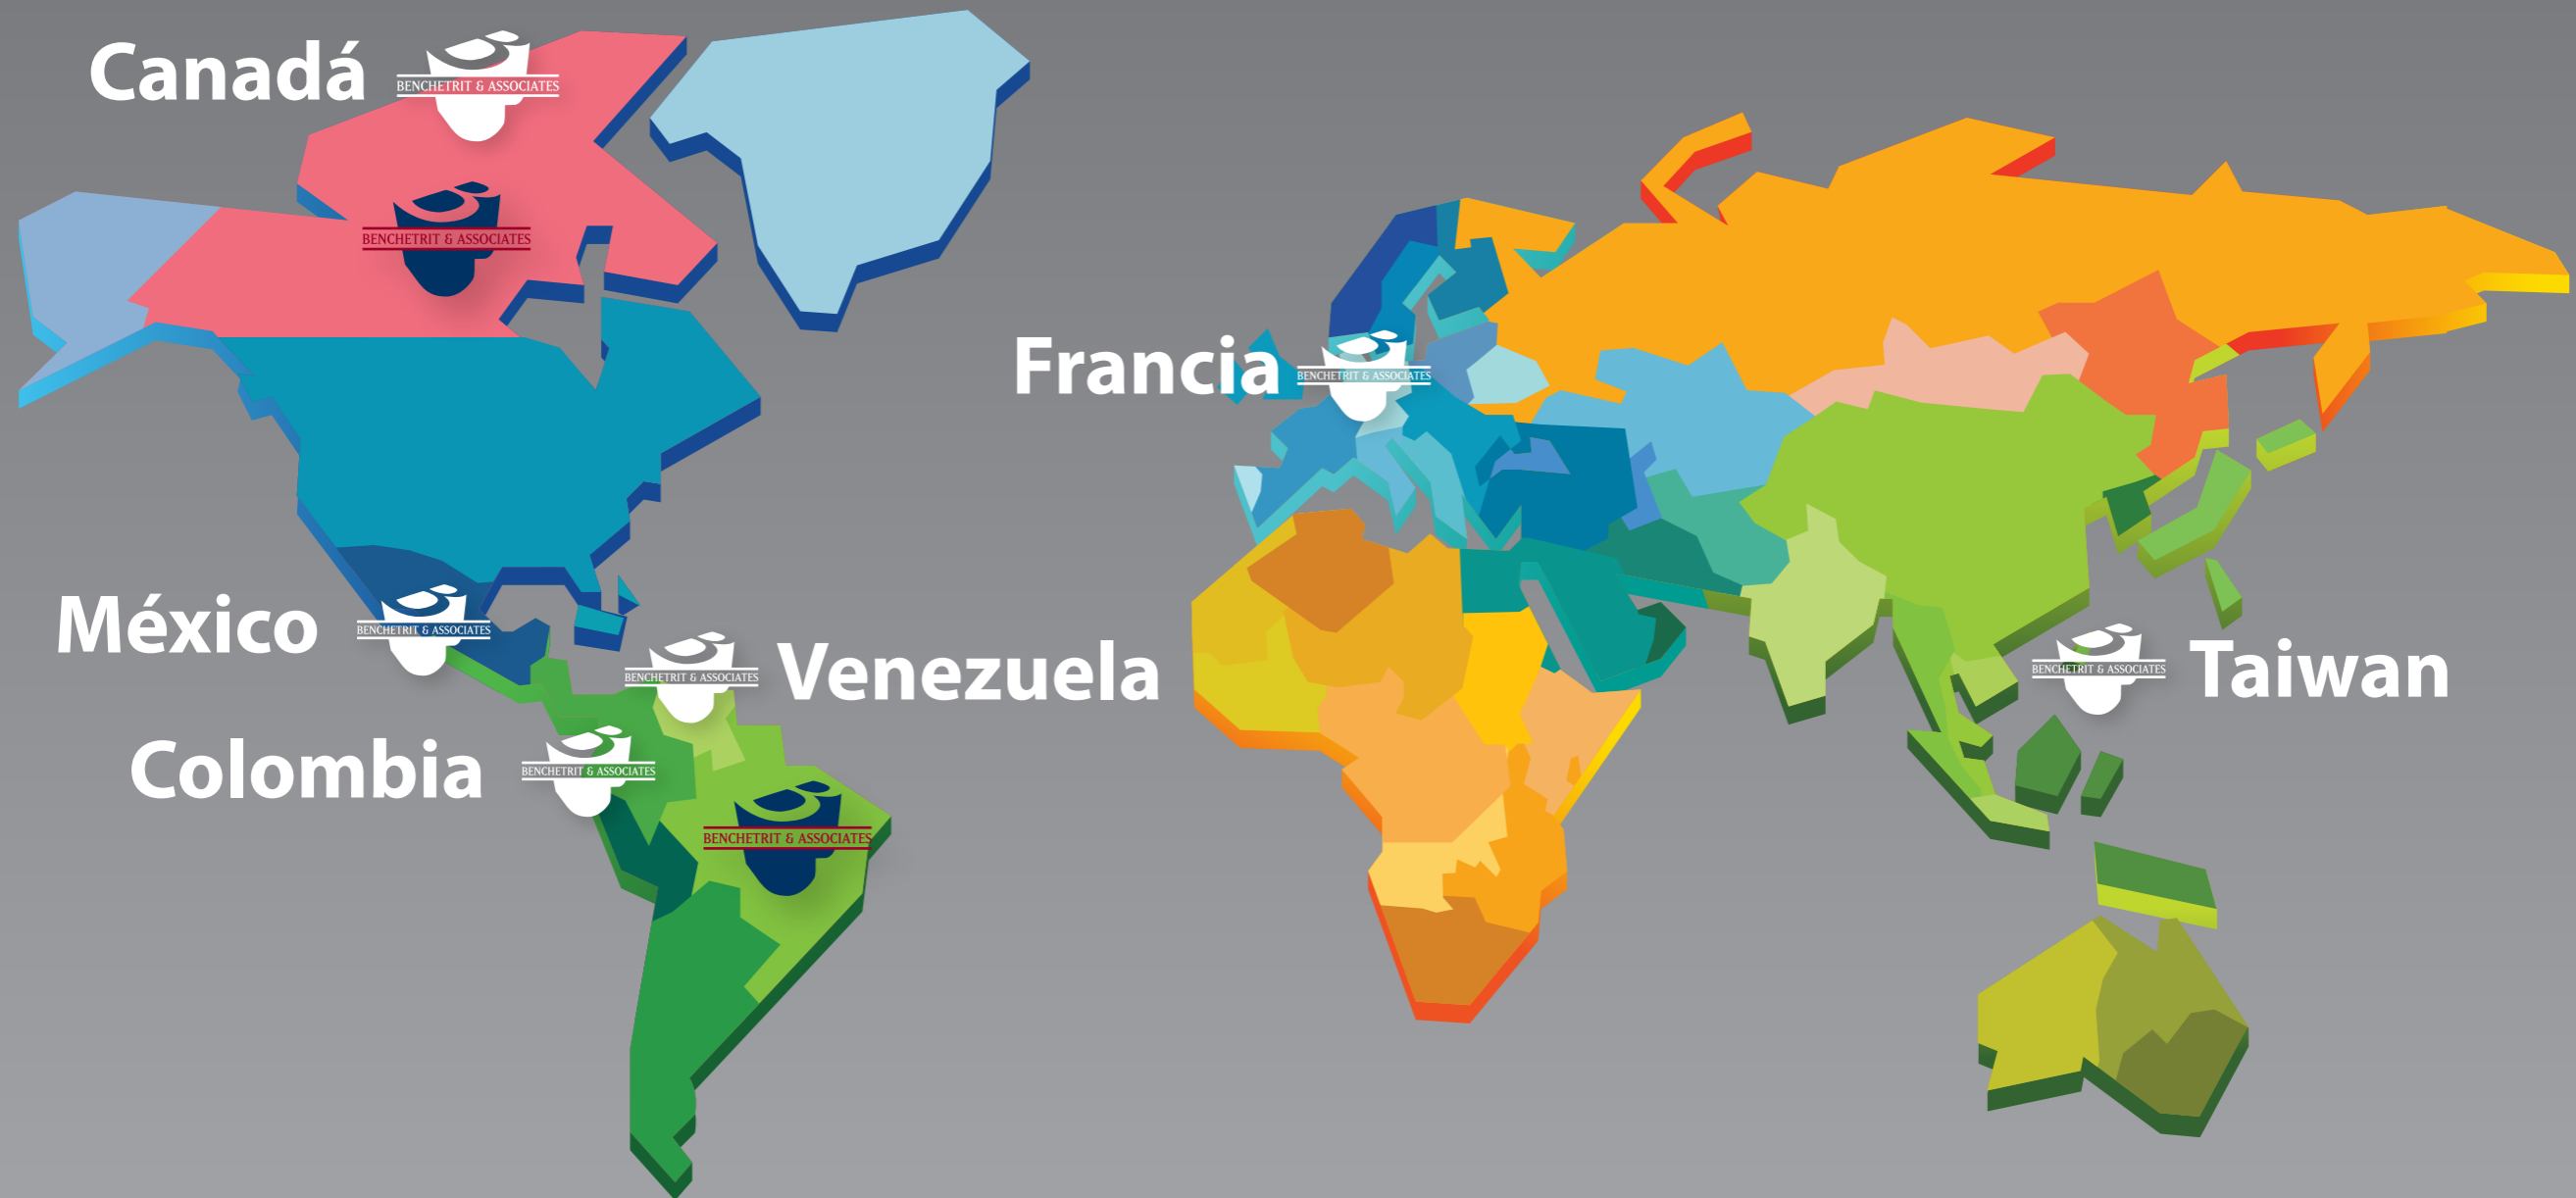 Canadá
BENCHETRIT & ASSOCIATES
BENCHETRIT & ASSOCIATES
Francia
BENCHETRIT & ASSOCIATES
México
BENCHETRIT & ASSOCIATES
BENCHETRIT & ASSOCIATES
Venezuela
BENCHETRIT & ASSOCIATES
Taiwan
Colombia
BENCHETRIT & ASSOCIATES
BENCHETRIT & ASSOCIATES